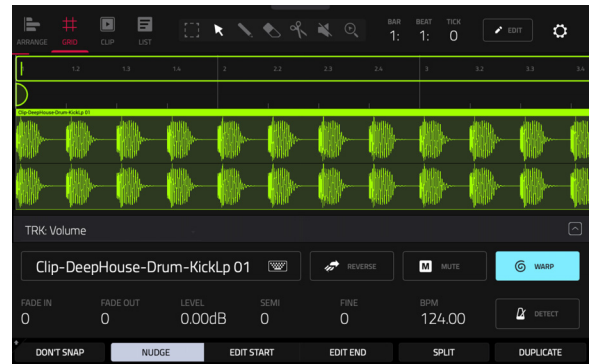 BAR BEAT TICK
1: 1: 0
EDIT
ARRANGE GRID CLIP LIST
1.2 1.3 1.4 2 2.2 2.3 2.4 3 3.2 3.3 3.4
Clip-DeepHouse-Drum-KickLp 01
TRK: Volume
Clip-DeepHouse-Drum-KickLp 01
REVERSE
M MUTE
WARP
FADE IN FADE OUT LEVEL SEMI FINE BPM
0 0 0.00dB 0 0 124.00
DETECT
DON'T SNAP NUDGE EDIT START EDIT END SPLIT DUPLICATE